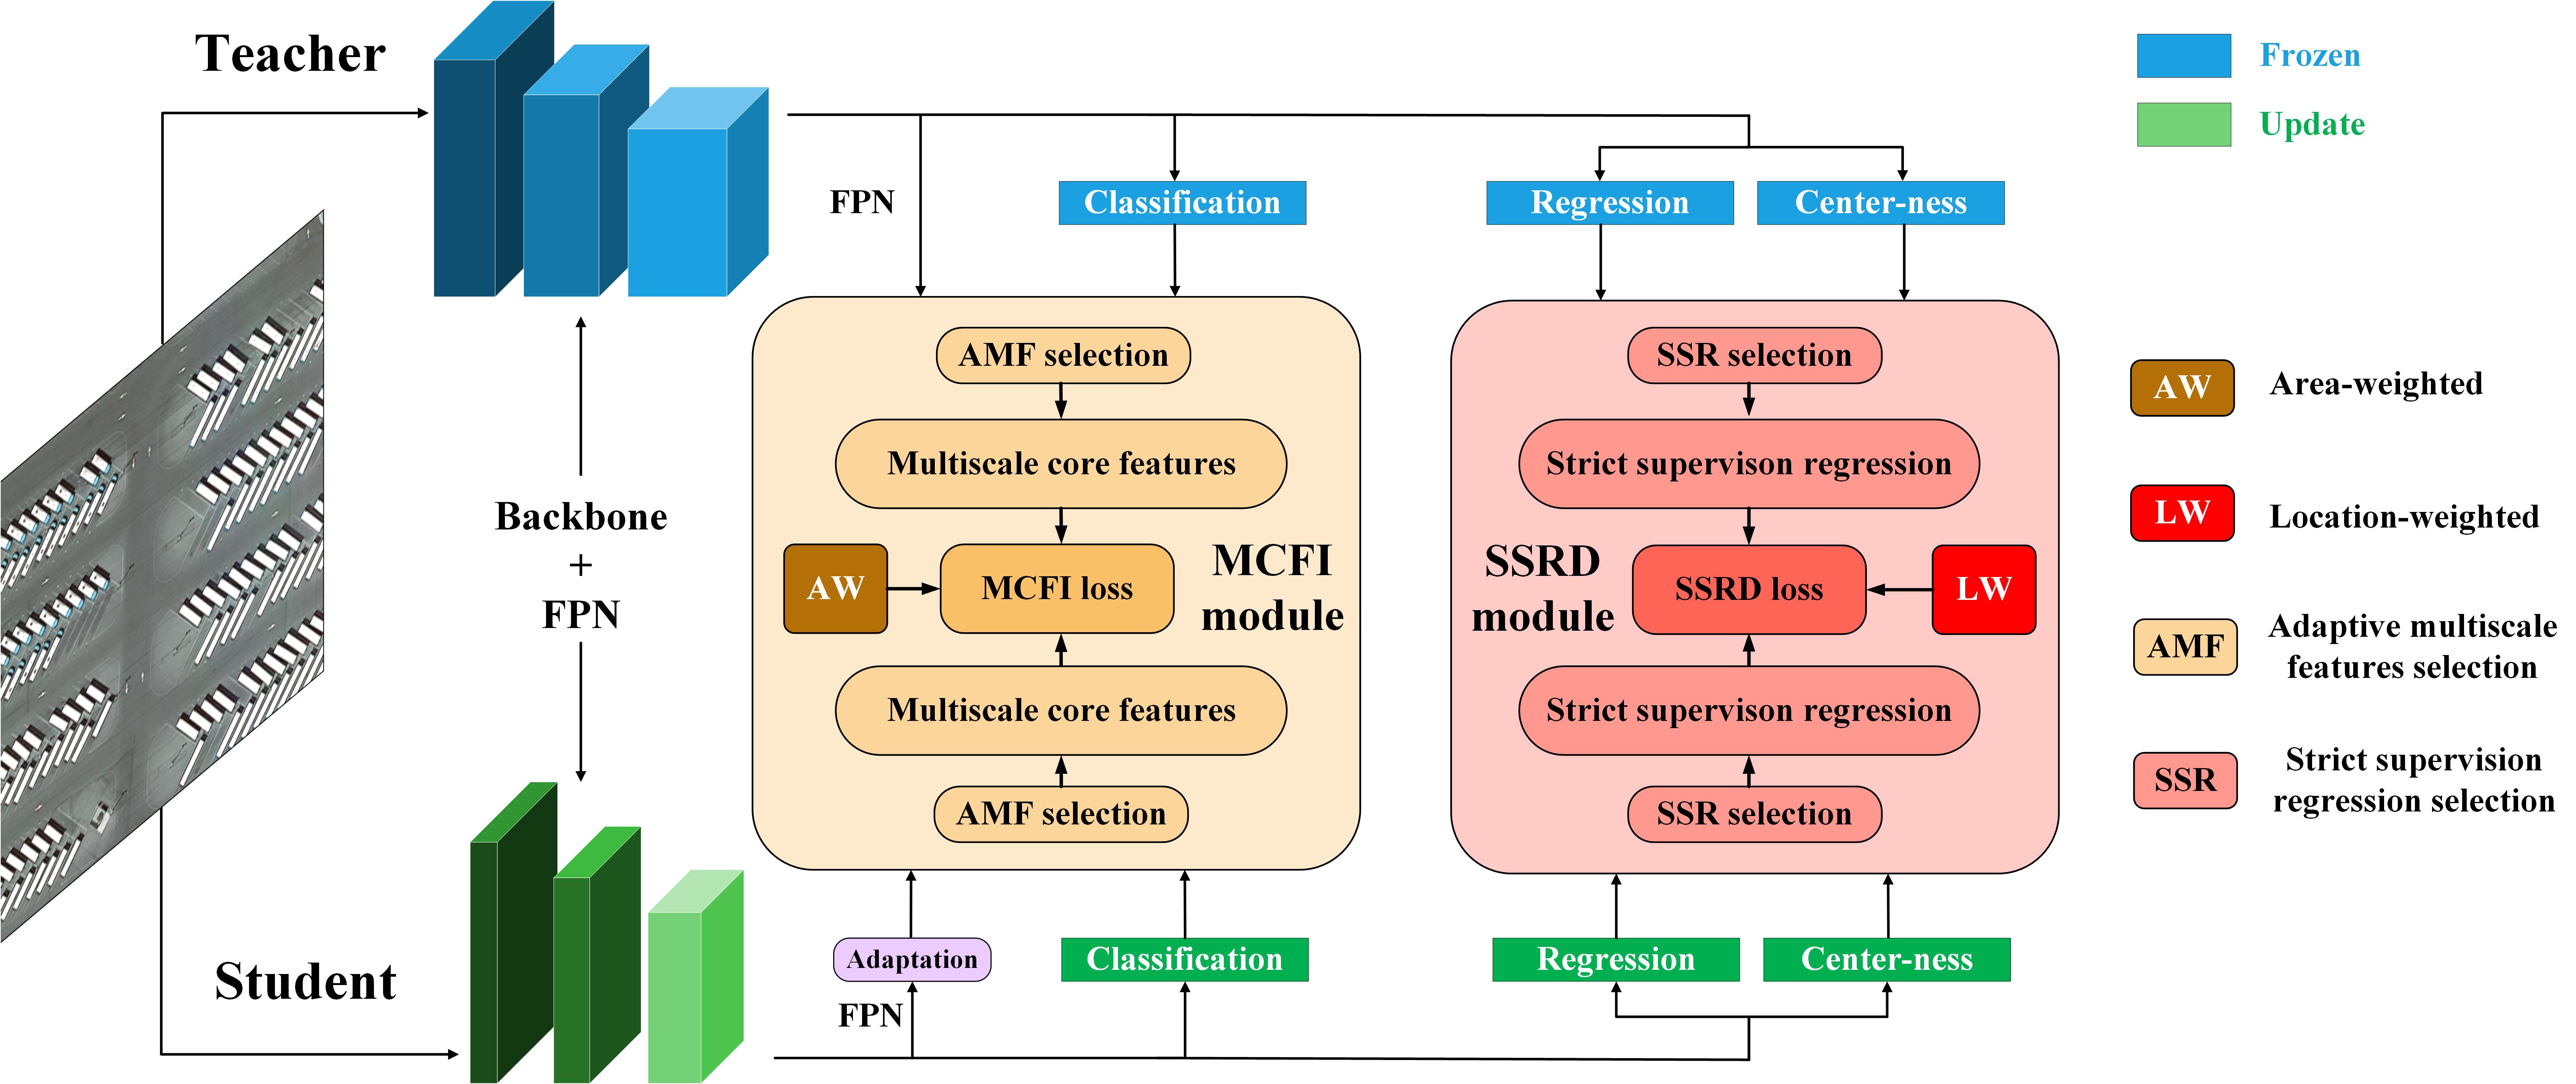 Teacher
Frozen
Update
FPN
Classification
Regression
Center-ness
AMF selection
Multiscale core features
AW
MCFI loss
MCFI
module
Multiscale core features
AMF selection
SSR selection
Strict supervison regression
SSRD
module
SSRD loss
LW
Strict supervison regression
SSR selection
Backbone
+
FPN
AW
Area-weighted
LW
Location-weighted
AMF
Adaptive multiscale
features selection
SSR
Strict supervision
regression selection
Student
Adaptation
FPN
Classification
Regression
Center-ness